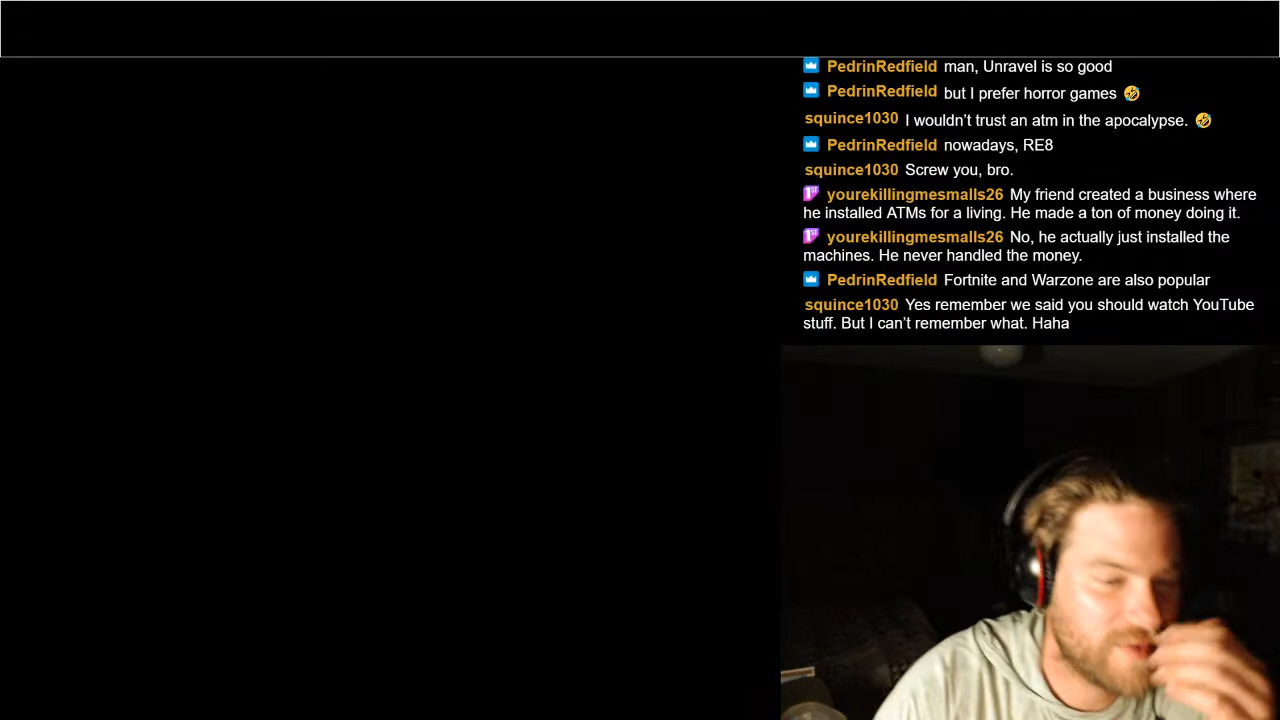 PedrinRedfield man, Unravel is so good
PedrinRedfield but I prefer horror games 🤣
squince1030 I wouldn’t trust an atm in the apocalypse. 🤣
PedrinRedfield nowadays, RE8
squince1030 Screw you, bro.
yourekillingmesmalls26 My friend created a business where
he installed ATMs for a living. He made a ton of money doing it.
yourekillingmesmalls26 No, he actually just installed the
machines. He never handled the money.
PedrinRedfield Fortnite and Warzone are also popular
squince1030 Yes remember we said you should watch YouTube
stuff. But I can’t remember what. Haha